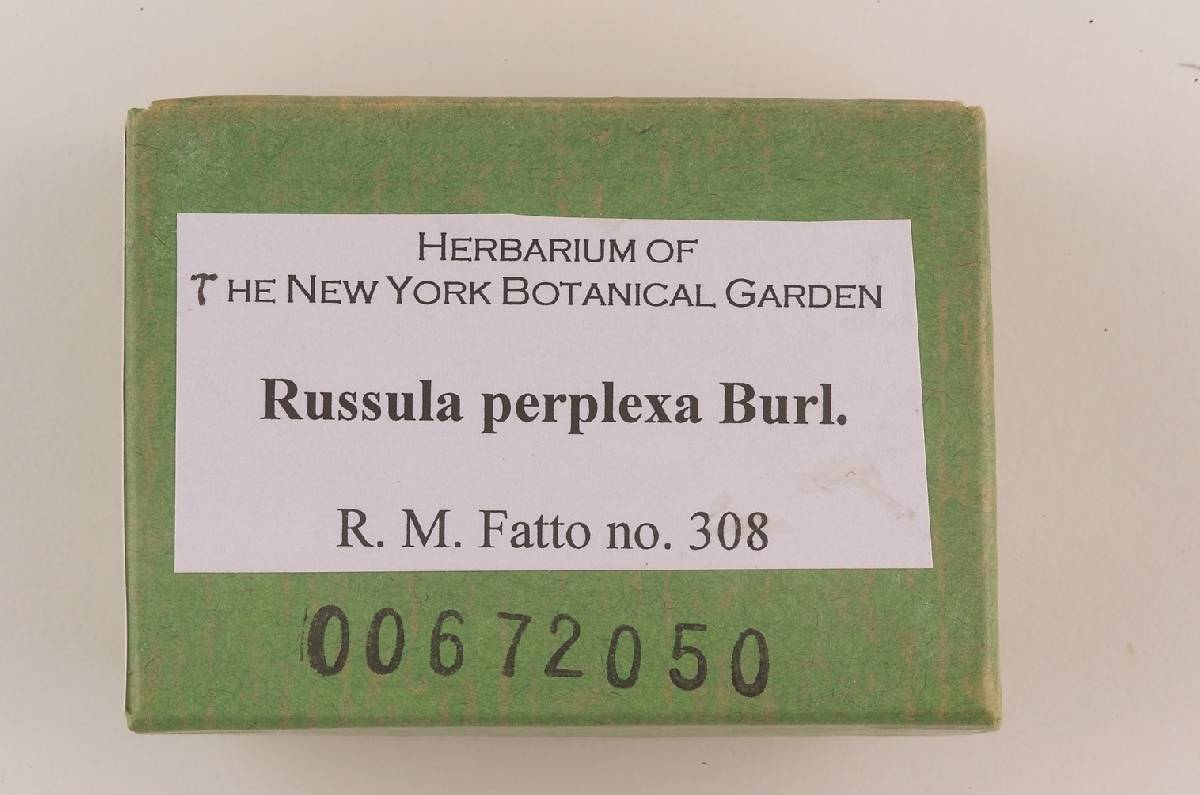 HERBARIUM OF
THE NEW YORK BOTANICAL GARDEN
Russula perplexa Burl.
R. M. Fatto no. 308
00672050